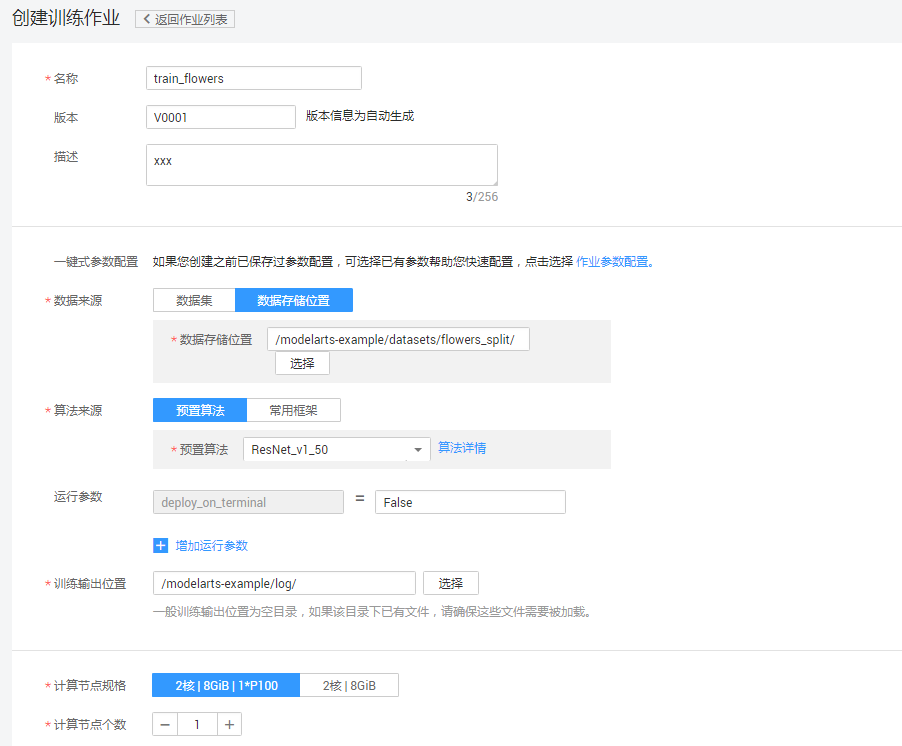 创建训练作业 返回作业列表
* 名称 train_flowers
版本 V0001 版本信息为自动生成
描述 xxx
3/256
一键式参数配置 如果您创建之前已保存过参数配置，可选择已有参数帮助您快速配置，点击选择 作业参数配置。
* 数据来源 数据集 数据存储位置
* 数据存储位置 /modelarts-example/datasets/flowers_split/
选择
* 算法来源 预置算法 常用框架
* 预置算法 ResNet_v1_50 算法详情
运行参数 deploy_on_terminal = False
增加运行参数
* 训练输出位置 /modelarts-example/log/ 选择
一般训练输出位置为空目录，如果该目录下已有文件，请确保这些文件需要被加载。
* 计算节点规格 2核 | 8GiB | 1*P100 2核 | 8GiB
* 计算节点个数 − 1 +